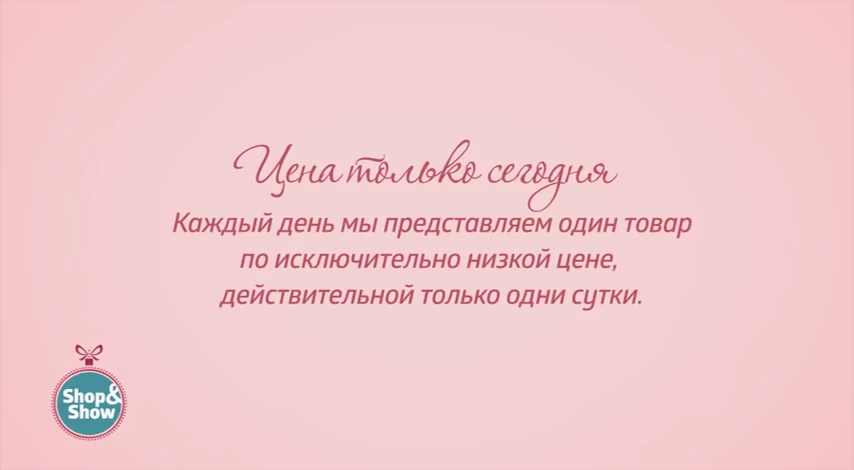 Цена только сегодня
Каждый день мы представляем один товар
по исключительно низкой цене,
действительной только одни сутки.
Shop&
Show